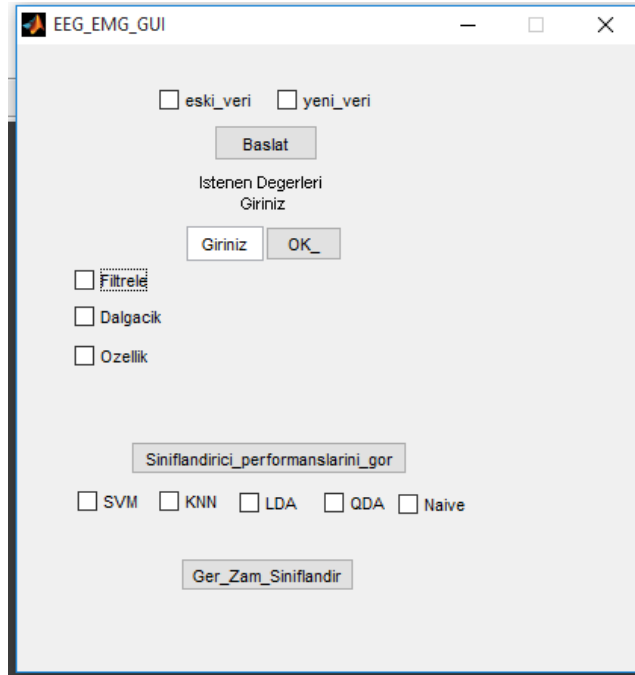 EEG_EMG_GUI
eski_veri yeni_veri
Baslat
Istenen Degerleri
Giriniz
Giriniz OK_
Filtrele
Dalgacik
Ozellik
Siniflandirici_performanslarini_gor
SVM KNN LDA QDA Naive
Ger_Zam_Siniflandir